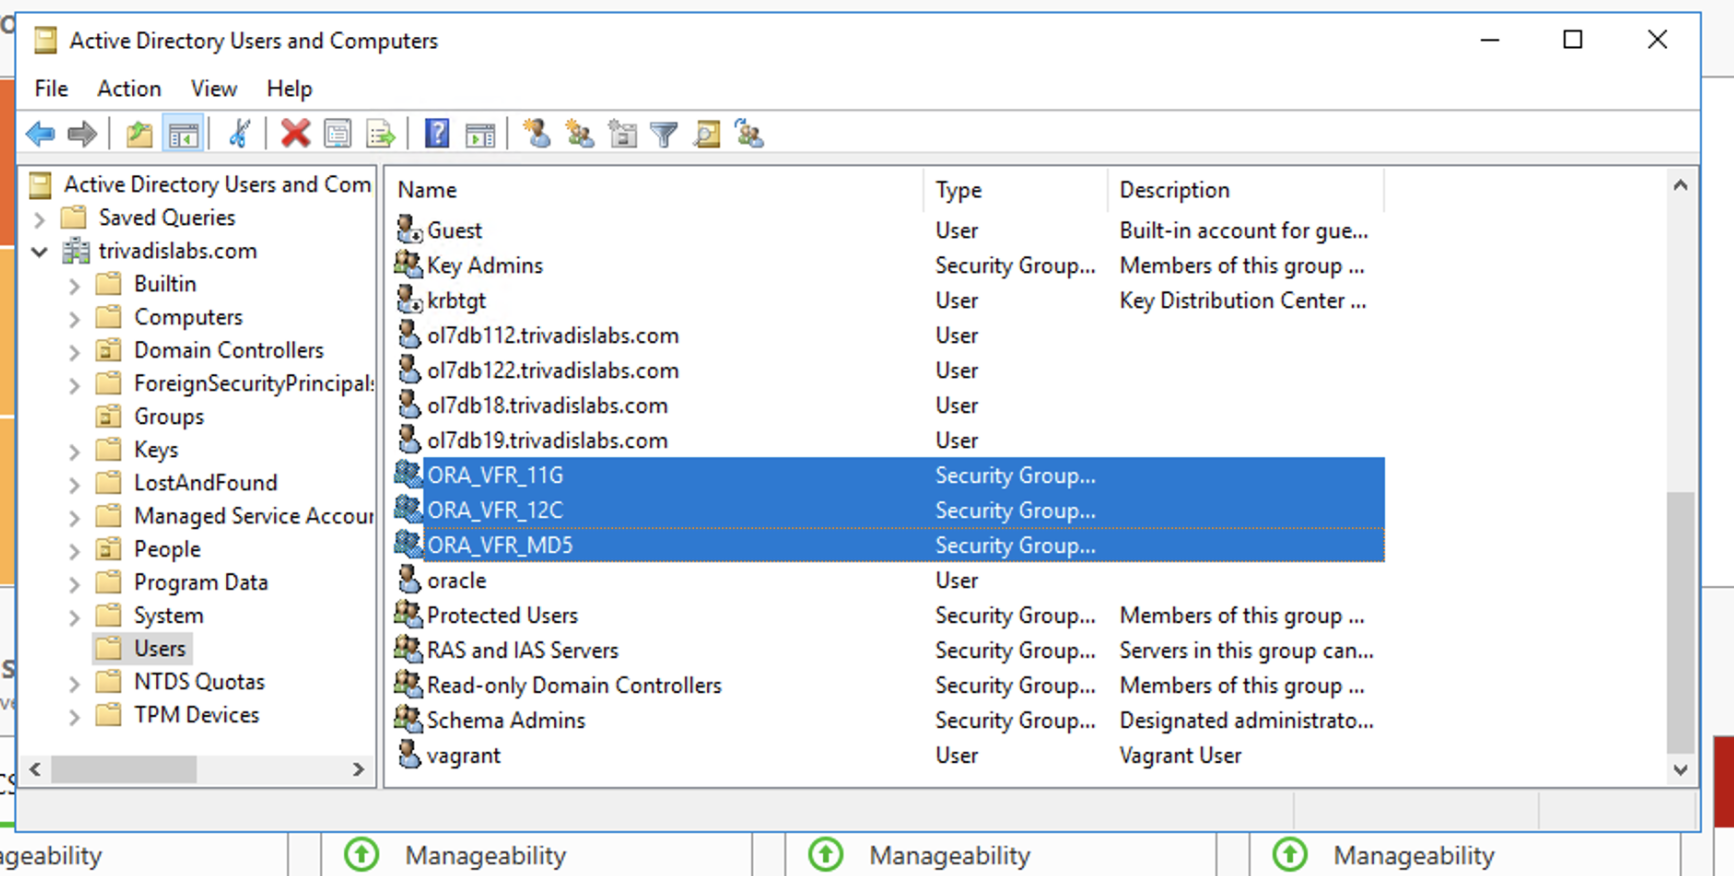 Active Directory Users and Computers
File Action View Help
Active Directory Users and Com
Saved Queries
trivadislabs.com
Builtin
Computers
Domain Controllers
ForeignSecurityPrincipals
Groups
Keys
LostAndFound
Managed Service Accour
People
Program Data
System
Users
NTDS Quotas
TPM Devices
Name Type Description
Guest User Built-in account for gue...
Key Admins Security Group... Members of this group ...
krbtgt User Key Distribution Center ...
ol7db112.trivadislabs.com User
ol7db122.trivadislabs.com User
ol7db18.trivadislabs.com User
ol7db19.trivadislabs.com User
ORA_VFR_11G Security Group...
ORA_VFR_12C Security Group...
ORA_VFR_MD5 Security Group...
oracle User
Protected Users Security Group... Members of this group ...
RAS and IAS Servers Security Group... Servers in this group can...
Read-only Domain Controllers Security Group... Members of this group ...
Schema Admins Security Group... Designated administrato...
vagrant User Vagrant User
ageability Manageability Manageability Manageability